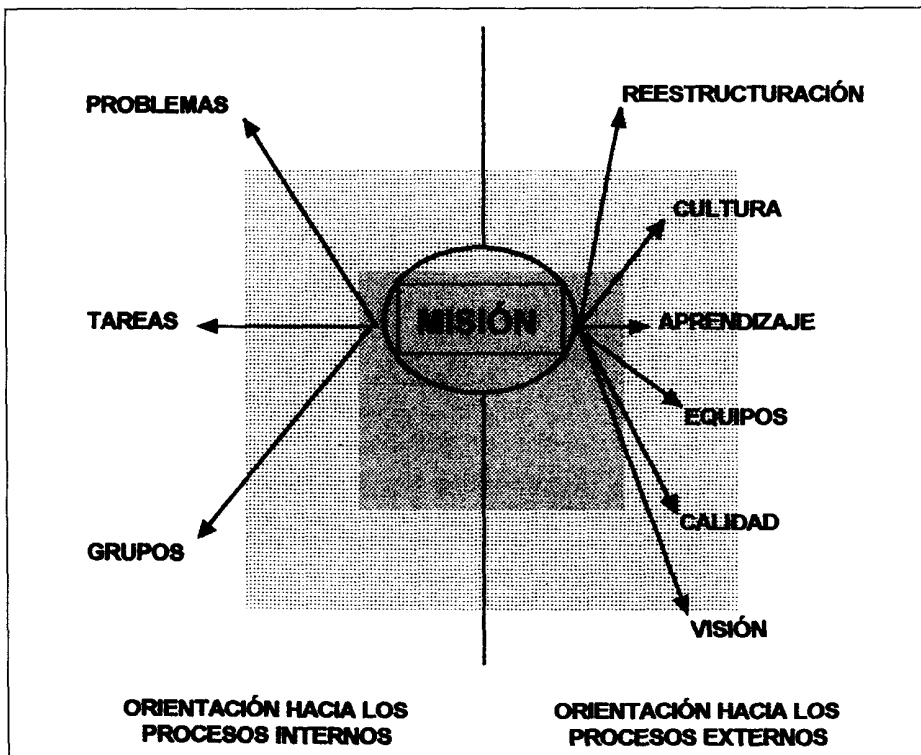 PROBLEMAS
REESTRUCTURACIÓN
CULTURA
TAREAS
MISIÓN
APRENDIZAJE
EQUIPOS
CALIDAD
GRUPOS
VISIÓN
ORIENTACIÓN HACIA LOS
PROCESOS INTERNOS
ORIENTACIÓN HACIA LOS
PROCESOS EXTERNOS